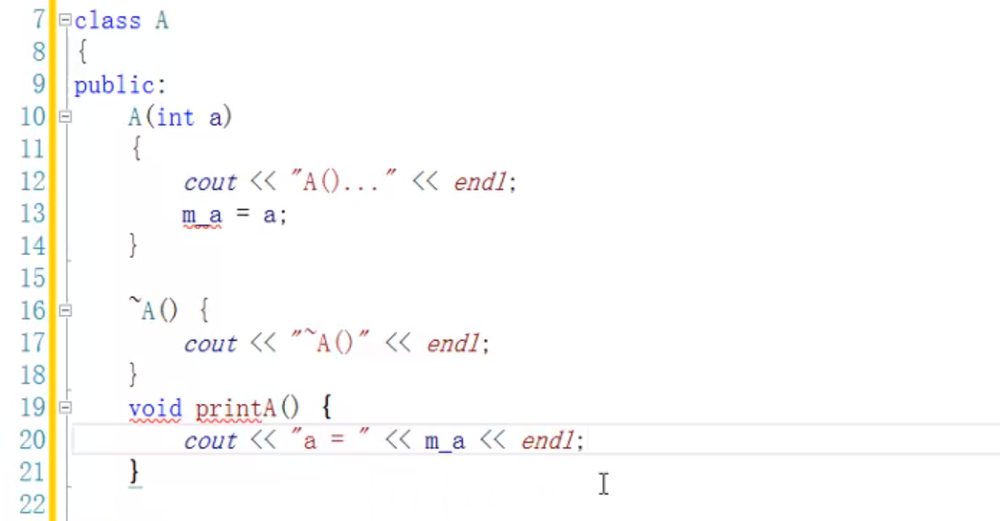 7 class A
8 {
9 public:
10 A(int a)
11 {
12 cout << "A()..." << endl;
13 m_a = a;
14 }
15
16 ~A() {
17 cout << "~A()" << endl;
18 }
19 void printA() {
20 cout << "a = " << m_a << endl;
21 }
22